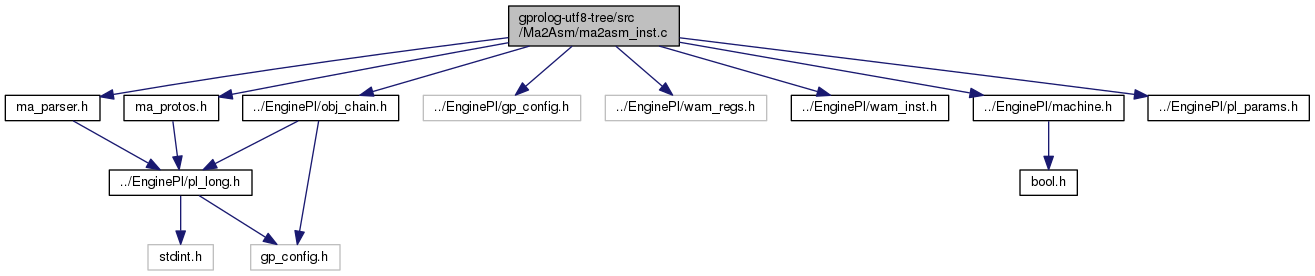 gprolog-utf8-tree/src
/Ma2Asm/ma2asm_inst.c
ma_parser.h
ma_protos.h
../EnginePl/obj_chain.h
../EnginePl/gp_config.h
../EnginePl/wam_regs.h
../EnginePl/wam_inst.h
../EnginePl/machine.h
../EnginePl/pl_params.h
../EnginePl/pl_long.h
bool.h
stdint.h
gp_config.h